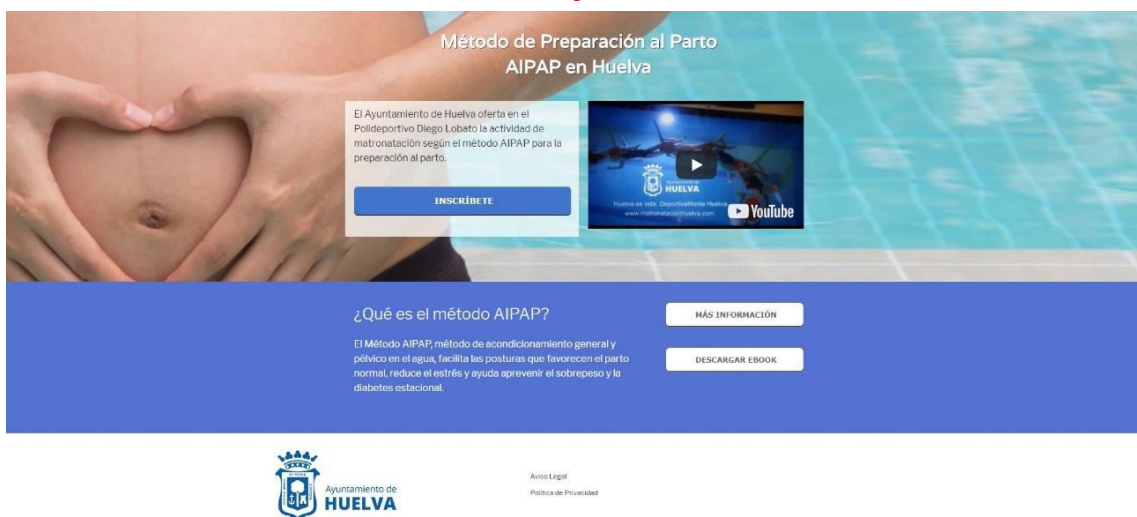 Método de Preparación al Parto
AIPAP en Huelva
El Ayuntamiento de Huelva oferta en el
Polideportivo Diego Lobato la actividad de
matronatación según el método AIPAP para la
preparación al parto.
INSCRÍBETE
Ayuntamiento de
HUELVA
Huelva es vida. DeportivaMente Huelva
www.matronatacionhuelva.com
YouTube
¿Qué es el método AIPAP?
El Método AIPAP, método de acondicionamiento general y
pélvico en el agua, facilita las posturas que favorecen el parto
normal, reduce el estrés y ayuda aprevenir el sobrepeso y la
diabetes estacional.
MÁS INFORMACIÓN
DESCARGAR EBOOK
Ayuntamiento de
HUELVA
Aviso Legal
Política de Privacidad